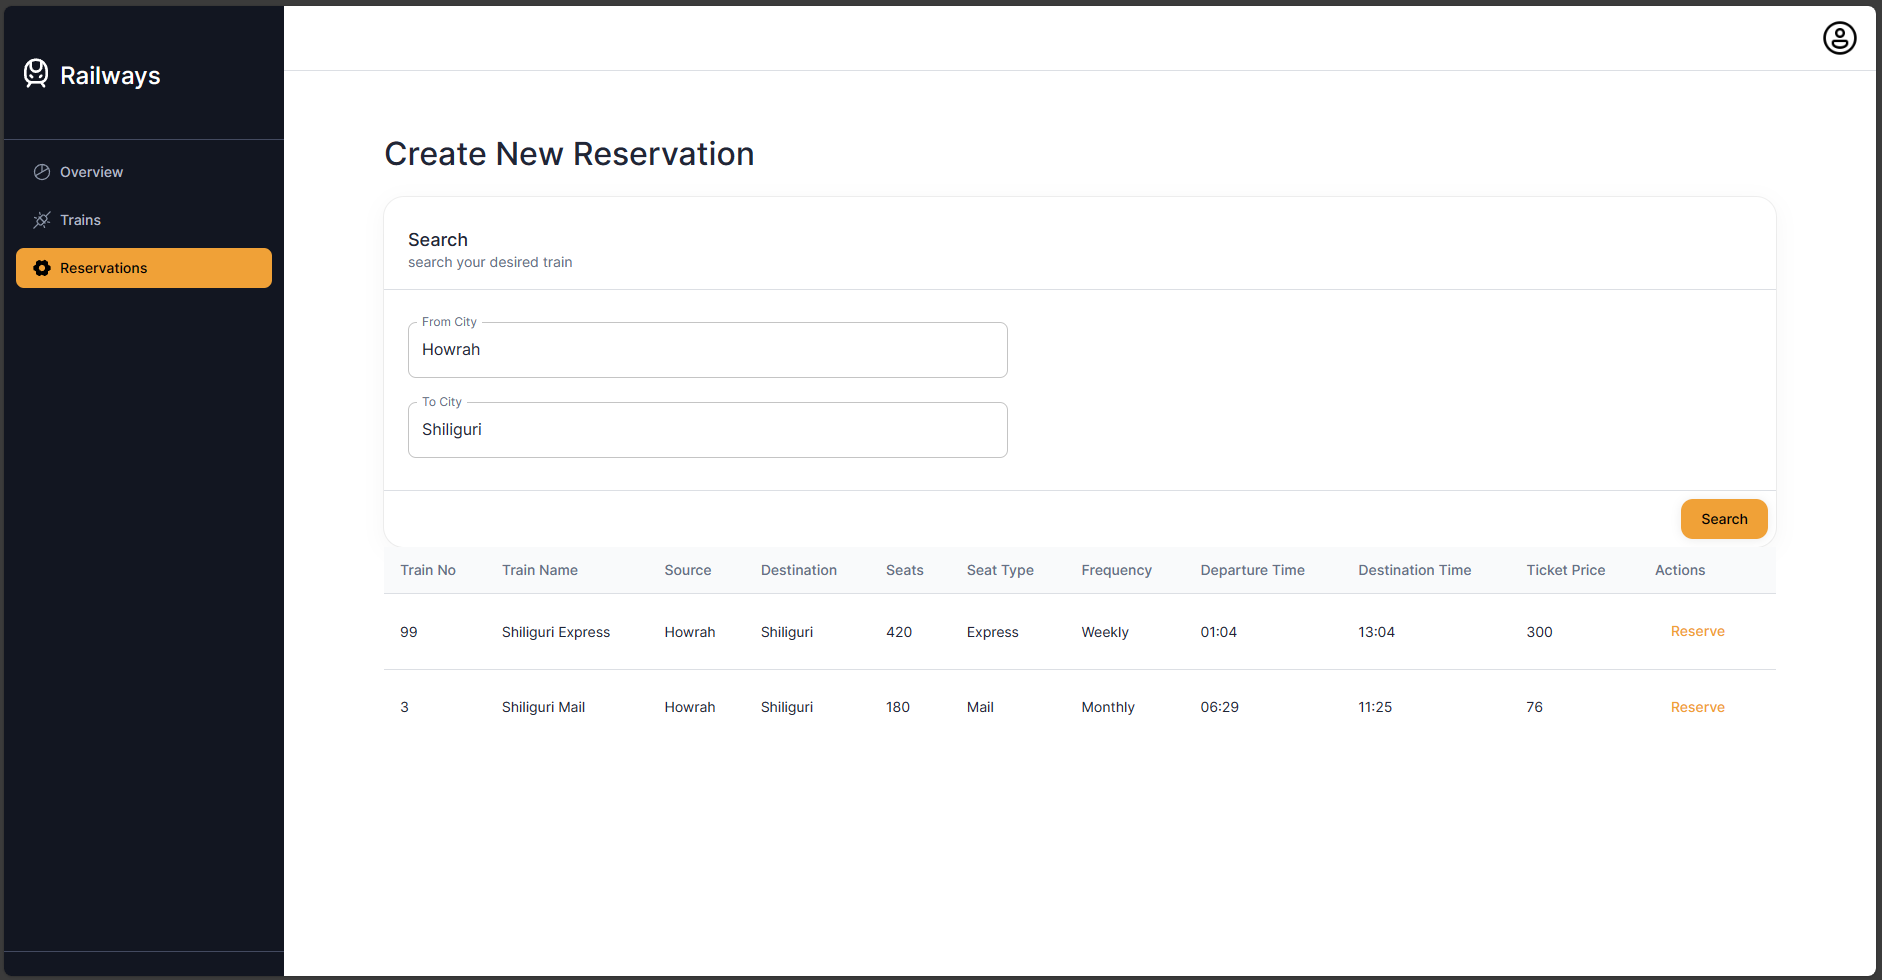 Railways
Overview
Trains
Reservations
Create New Reservation
Search
search your desired train
From City
Howrah
To City
Shiliguri
Search
Train No Train Name Source Destination Seats Seat Type Frequency Departure Time Destination Time Ticket Price Actions
99 Shiliguri Express Howrah Shiliguri 420 Express Weekly 01:04 13:04 300 Reserve
3 Shiliguri Mail Howrah Shiliguri 180 Mail Monthly 06:29 11:25 76 Reserve